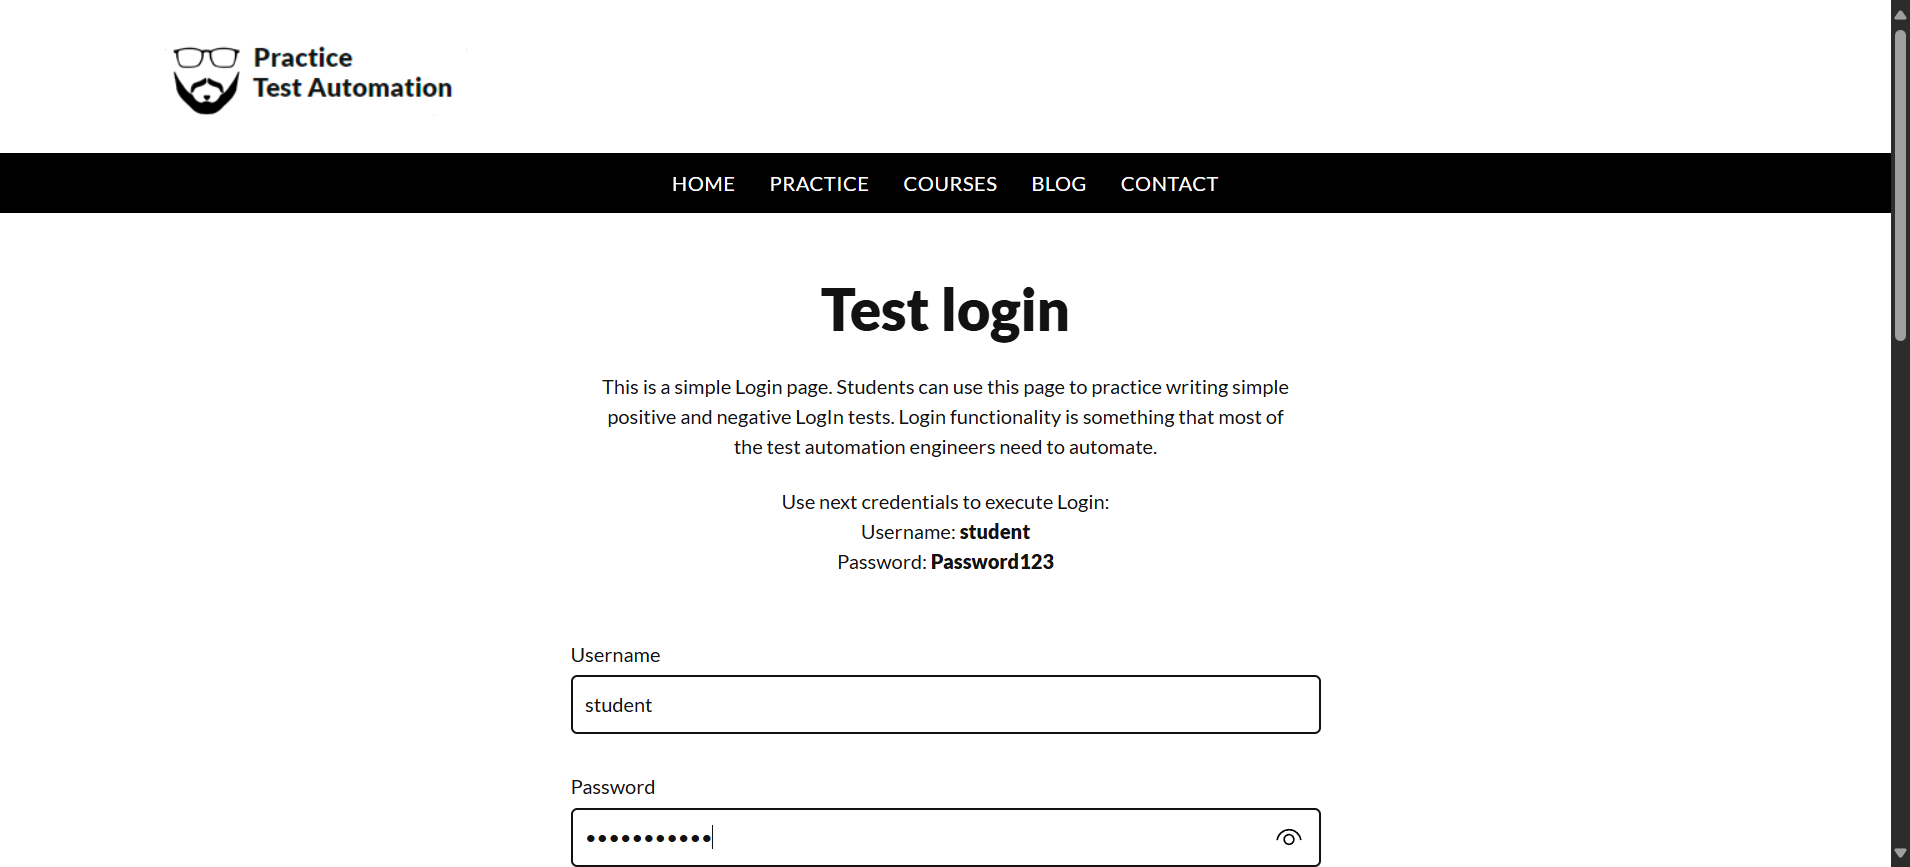 Practice
Test Automation
HOME PRACTICE COURSES BLOG CONTACT
Test login
This is a simple Login page. Students can use this page to practice writing simple
positive and negative LogIn tests. Login functionality is something that most of
the test automation engineers need to automate.
Use next credentials to execute Login:
Username: student
Password: Password123
Username
student
Password
•••••••••••